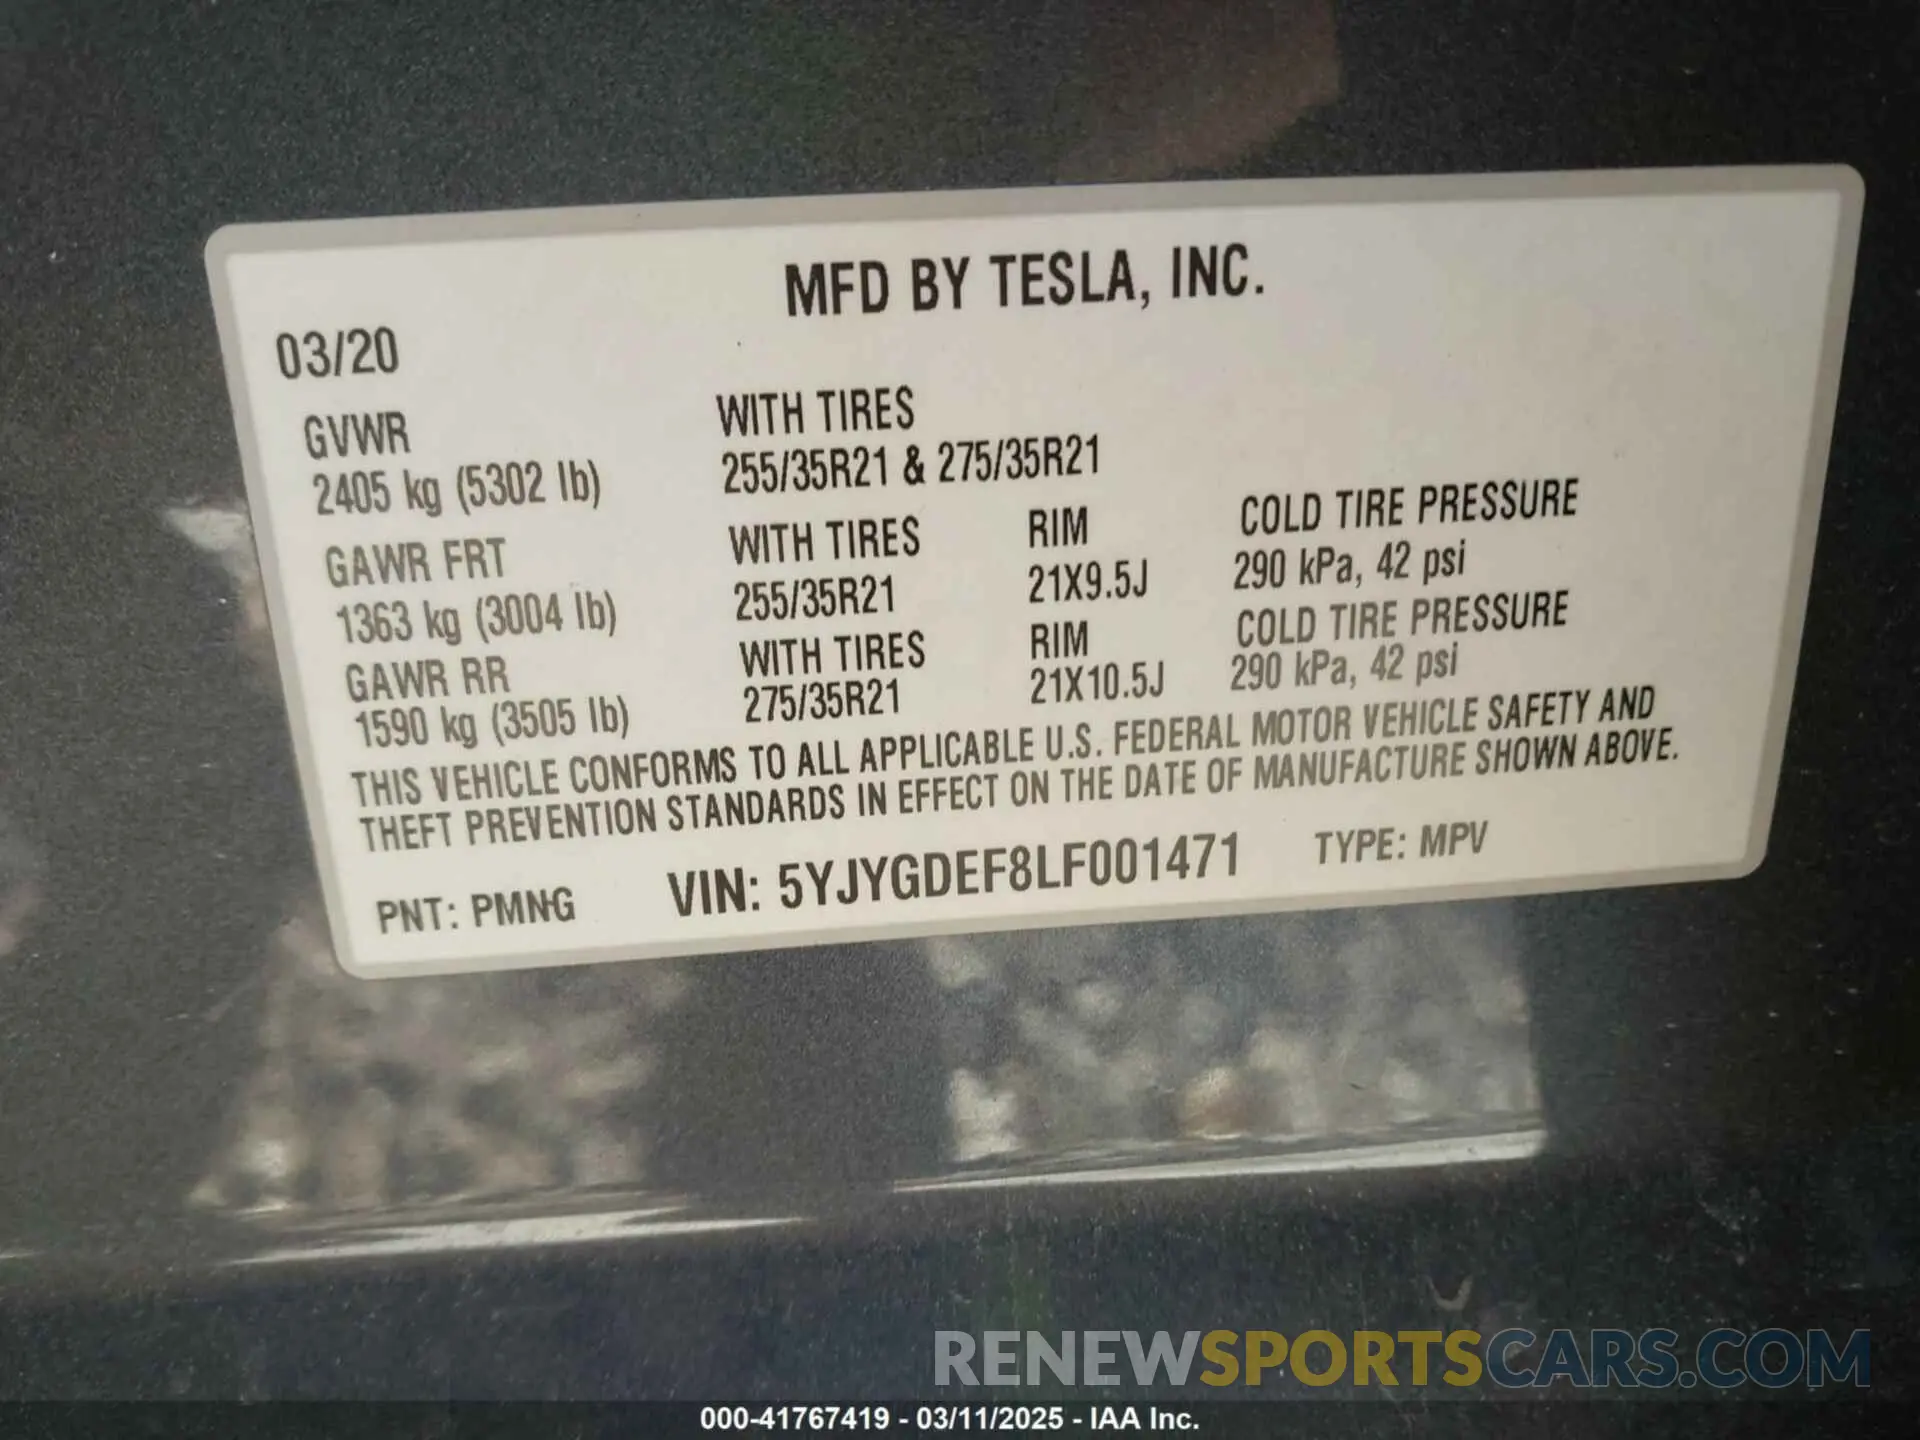 MFD BY TESLA, INC.
03/20
GVWR WITH TIRES
2405 kg (5302 lb) 255/35R21 & 275/35R21
GAWR FRT WITH TIRES RIM COLD TIRE PRESSURE
1363 kg (3004 lb) 255/35R21 21X9.5J 290 kPa, 42 psi
GAWR RR WITH TIRES RIM COLD TIRE PRESSURE
1590 kg (3505 lb) 275/35R21 21X10.5J 290 kPa, 42 psi
THIS VEHICLE CONFORMS TO ALL APPLICABLE U.S. FEDERAL MOTOR VEHICLE SAFETY AND
THEFT PREVENTION STANDARDS IN EFFECT ON THE DATE OF MANUFACTURE SHOWN ABOVE.
PNT: PMNG VIN: 5YJYGDEF8LF001471 TYPE: MPV
RENEWSPORTSCARS.COM
000-41767419 - 03/11/2025 - IAA Inc.